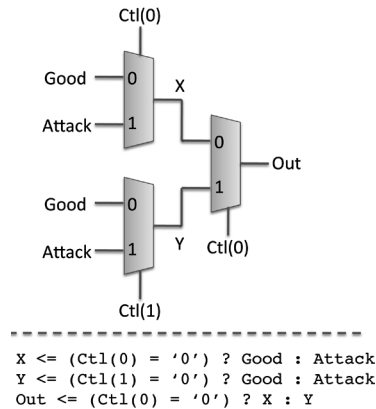 Ctl(0)
Good 0
X
Attack 1
0
Out
1
Good 0
Attack 1
Y
Ctl(0)
Ctl(1)
X <= (Ctl(0) = ‘0’) ? Good : Attack
Y <= (Ctl(1) = ‘0’) ? Good : Attack
Out <= (Ctl(0) = ‘0’) ? X : Y